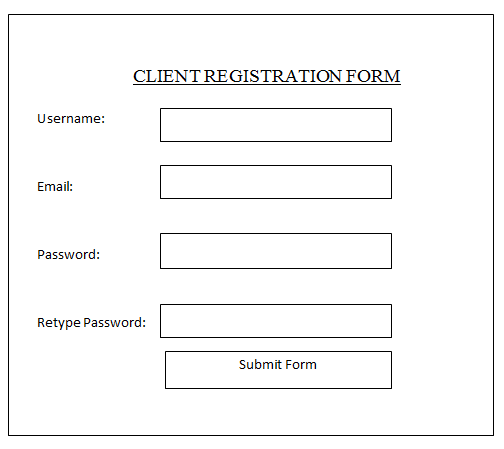 CLIENT REGISTRATION FORM
Username:
Email:
Password:
Retype Password:
Submit Form